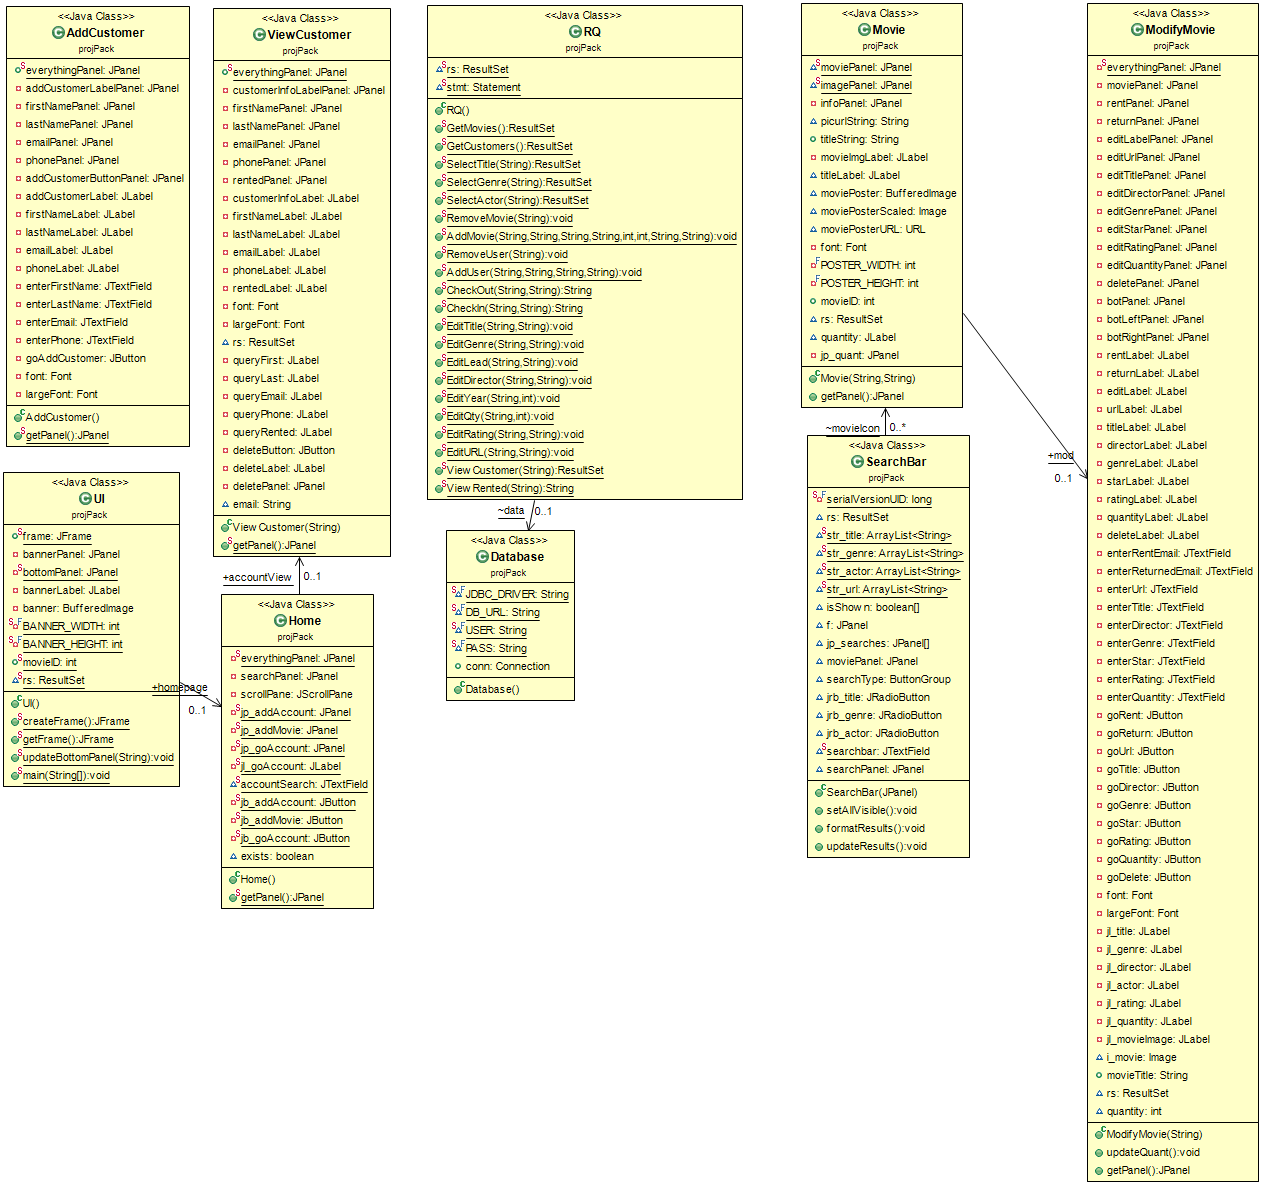 <<Java Class>>
AddCustomer
projPack
everythingPanel: JPanel
addCustomerLabelPanel: JPanel
firstNamePanel: JPanel
lastNamePanel: JPanel
emailPanel: JPanel
phonePanel: JPanel
addCustomerButtonPanel: JPanel
addCustomerLabel: JLabel
firstNameLabel: JLabel
lastNameLabel: JLabel
emailLabel: JLabel
phoneLabel: JLabel
enterFirstName: JTextField
enterLastName: JTextField
enterEmail: JTextField
enterPhone: JTextField
goAddCustomer: JButton
font: Font
largeFont: Font
AddCustomer()
getPanel():JPanel
<<Java Class>>
ViewCustomer
projPack
everythingPanel: JPanel
customerInfoLabelPanel: JPanel
firstNamePanel: JPanel
lastNamePanel: JPanel
emailPanel: JPanel
phonePanel: JPanel
rentedPanel: JPanel
customerInfoLabel: JLabel
firstNameLabel: JLabel
lastNameLabel: JLabel
emailLabel: JLabel
phoneLabel: JLabel
rentedLabel: JLabel
font: Font
largeFont: Font
rs: ResultSet
queryFirst: JLabel
queryLast: JLabel
queryEmail: JLabel
queryPhone: JLabel
queryRented: JLabel
deleteButton: JButton
deleteLabel: JLabel
deletePanel: JPanel
email: String
ViewCustomer(String)
getPanel():JPanel
<<Java Class>>
RQ
projPack
rs: ResultSet
stmt: Statement
RQ()
GetMovies():ResultSet
GetCustomers():ResultSet
SelectTitle(String):ResultSet
SelectGenre(String):ResultSet
SelectActor(String):ResultSet
RemoveMovie(String):void
AddMovie(String,String,String,String,int,int,String,String):void
RemoveUser(String):void
AddUser(String,String,String,String):void
CheckOut(String,String):String
CheckIn(String,String):String
EditTitle(String,String):void
EditGenre(String,String):void
EditLead(String,String):void
EditDirector(String,String):void
EditYear(String,int):void
EditQty(String,int):void
EditRating(String,String):void
EditURL(String,String):void
ViewCustomer(String):ResultSet
ViewRented(String):String
~data
0..1
<<Java Class>>
Database
projPack
JDBC_DRIVER: String
DB_URL: String
USER: String
PASS: String
conn: Connection
Database()
<<Java Class>>
UI
projPack
frame: JFrame
bannerPanel: JPanel
bottomPanel: JPanel
bannerLabel: JLabel
banner: BufferedImage
BANNER_WIDTH: int
BANNER_HEIGHT: int
movieID: int
rs: ResultSet
UI()
createFrame():JFrame
getFrame():JFrame
updateBottomPanel(String):void
main(String[]):void
+homepage
0..1
+accountView
0..1
<<Java Class>>
Home
projPack
everythingPanel: JPanel
searchPanel: JPanel
scrollPane: JScrollPane
jp_addAccount: JPanel
jp_addMovie: JPanel
jp_goAccount: JPanel
jl_goAccount: JLabel
accountSearch: JTextField
jb_addAccount: JButton
jb_addMovie: JButton
jb_goAccount: JButton
exists: boolean
Home()
getPanel():JPanel
<<Java Class>>
Movie
projPack
moviePanel: JPanel
imagePanel: JPanel
infoPanel: JPanel
picurlString: String
titleString: String
movieImgLabel: JLabel
titleLabel: JLabel
moviePoster: BufferedImage
moviePosterScaled: Image
moviePosterURL: URL
font: Font
POSTER_WIDTH: int
POSTER_HEIGHT: int
movieID: int
rs: ResultSet
quantity: JLabel
jp_quant: JPanel
Movie(String,String)
getPanel():JPanel
~movieIcon
0..*
<<Java Class>>
SearchBar
projPack
serialVersionUID: long
rs: ResultSet
str_title: ArrayList<String>
str_genre: ArrayList<String>
str_actor: ArrayList<String>
str_url: ArrayList<String>
isShown: boolean[]
f: JPanel
jp_searches: JPanel[]
moviePanel: JPanel
searchType: ButtonGroup
jrb_title: JRadioButton
jrb_genre: JRadioButton
jrb_actor: JRadioButton
searchbar: JTextField
searchPanel: JPanel
SearchBar(JPanel)
setAllVisible():void
formatResults():void
updateResults():void
+mod
0..1
<<Java Class>>
ModifyMovie
projPack
everythingPanel: JPanel
moviePanel: JPanel
rentPanel: JPanel
returnPanel: JPanel
editLabelPanel: JPanel
editUrlPanel: JPanel
editTitlePanel: JPanel
editDirectorPanel: JPanel
editGenrePanel: JPanel
editStarPanel: JPanel
editRatingPanel: JPanel
editQuantityPanel: JPanel
deletePanel: JPanel
botPanel: JPanel
botLeftPanel: JPanel
botRightPanel: JPanel
rentLabel: JLabel
returnLabel: JLabel
editLabel: JLabel
urlLabel: JLabel
titleLabel: JLabel
directorLabel: JLabel
genreLabel: JLabel
starLabel: JLabel
ratingLabel: JLabel
quantityLabel: JLabel
deleteLabel: JLabel
enterRentEmail: JTextField
enterReturnedEmail: JTextField
enterUrl: JTextField
enterTitle: JTextField
enterDirector: JTextField
enterGenre: JTextField
enterStar: JTextField
enterRating: JTextField
enterQuantity: JTextField
goRent: JButton
goReturn: JButton
goUrl: JButton
goTitle: JButton
goDirector: JButton
goGenre: JButton
goStar: JButton
goRating: JButton
goQuantity: JButton
goDelete: JButton
font: Font
largeFont: Font
jl_title: JLabel
jl_genre: JLabel
jl_director: JLabel
jl_actor: JLabel
jl_rating: JLabel
jl_quantity: JLabel
jl_movieImage: JLabel
i_movie: Image
movieTitle: String
rs: ResultSet
quantity: int
ModifyMovie(String)
updateQuant():void
getPanel():JPanel